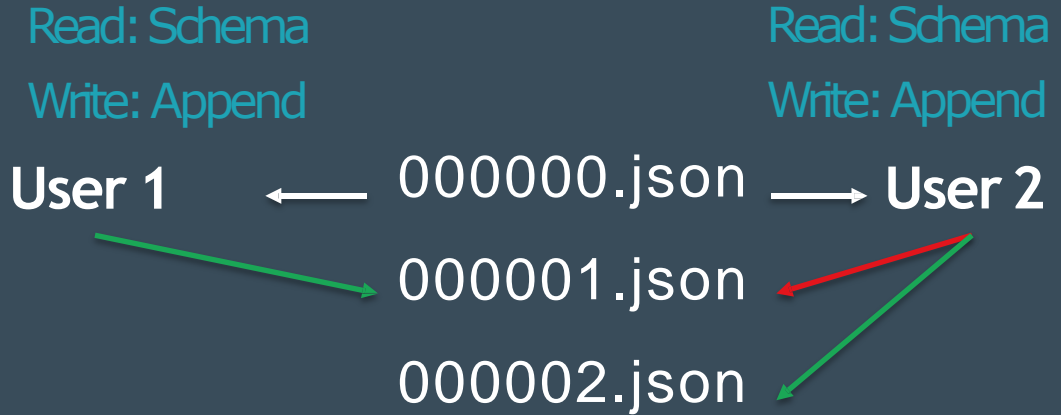 Read: Schema
Write: Append
Read: Schema
Write: Append
User 1
000000.json
User 2
000001.json
000002.json